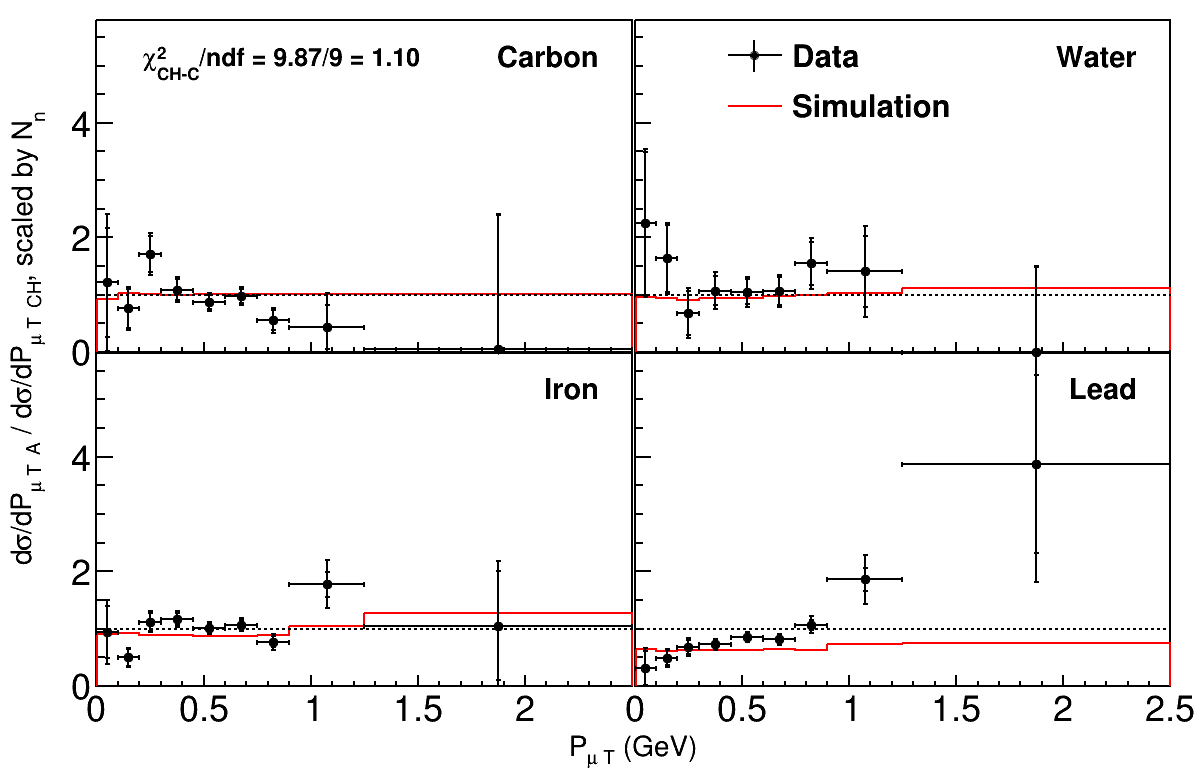 χ²CH-C/ndf = 9.87/9 = 1.10
Carbon
Data
Simulation
Water
4
2
0
Iron
Lead
4
2
0
0 0.5 1 1.5 2
0 0.5 1 1.5 2 2.5
dσ/dPμ T A / dσ/dPμ T CH, scaled by Nn
Pμ T (GeV)